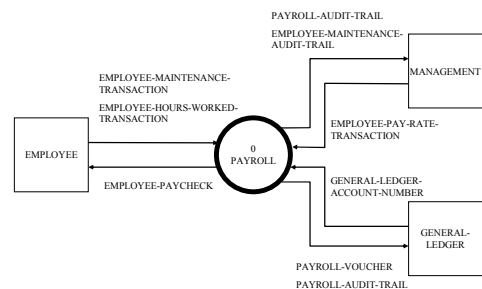 PAYROLL-AUDIT-TRAIL
EMPLOYEE-MAINTENANCE-
AUDIT-TRAIL
MANAGEMENT
EMPLOYEE-MAINTENANCE-
TRANSACTION
EMPLOYEE-HOURS-WORKED-
TRANSACTION
EMPLOYEE-PAY-RATE-
TRANSACTION
EMPLOYEE
0
PAYROLL
EMPLOYEE-PAYCHECK
GENERAL-LEDGER-
ACCOUNT-NUMBER
GENERAL-
LEDGER
PAYROLL-VOUCHER
PAYROLL-AUDIT-TRAIL